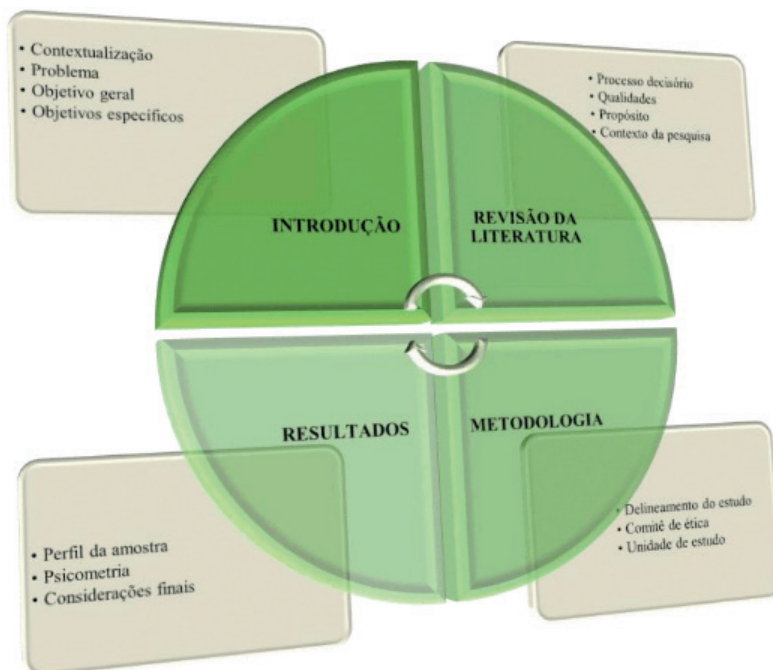 • Contextualização
• Problema
• Objetivo geral
• Objetivos específicos
• Processo decisório
• Qualidades
• Propósito
• Contexto da pesquisa
INTRODUÇÃO
REVISÃO DA
LITERATURA
RESULTADOS
METODOLOGIA
• Perfil da amostra
• Psicometria
• Considerações finais
• Delineamento do estudo
• Comitê de ética
• Unidade de estudo